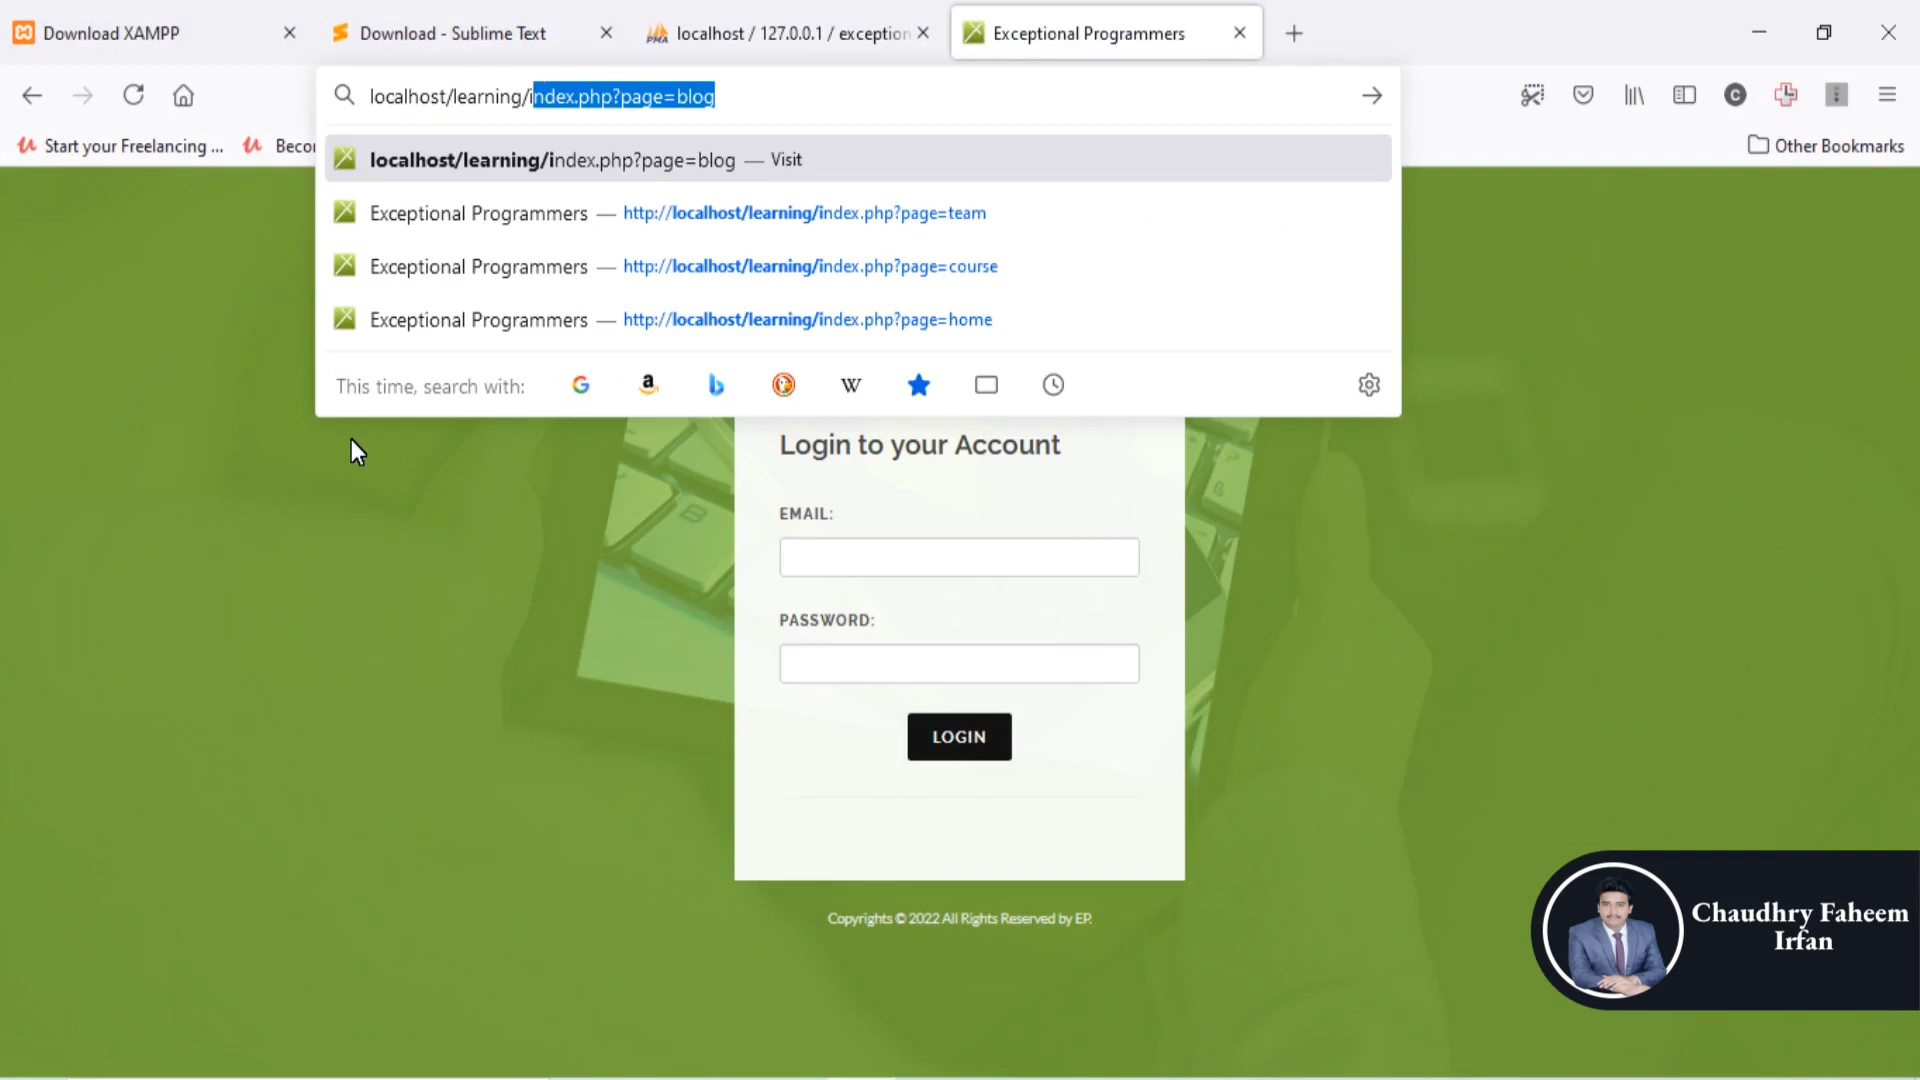 Download XAMPP
Download - Sublime Text
PMA
localhost / 127.0.0.1 / exception
Exceptional Programmers
localhost/learning/index.php?page=blog
C
Start your Freelancing ...
Becor
Other Bookmarks
localhost/learning/index.php?page=blog — Visit
Exceptional Programmers — http://localhost/learning/index.php?page=team
Exceptional Programmers — http://localhost/learning/index.php?page=course
Exceptional Programmers — http://localhost/learning/index.php?page=home
This time, search with:
Login to your Account
EMAIL:
PASSWORD:
LOGIN
Copyrights © 2022 All Rights Reserved by EP.
Chaudhry Faheem
Irfan